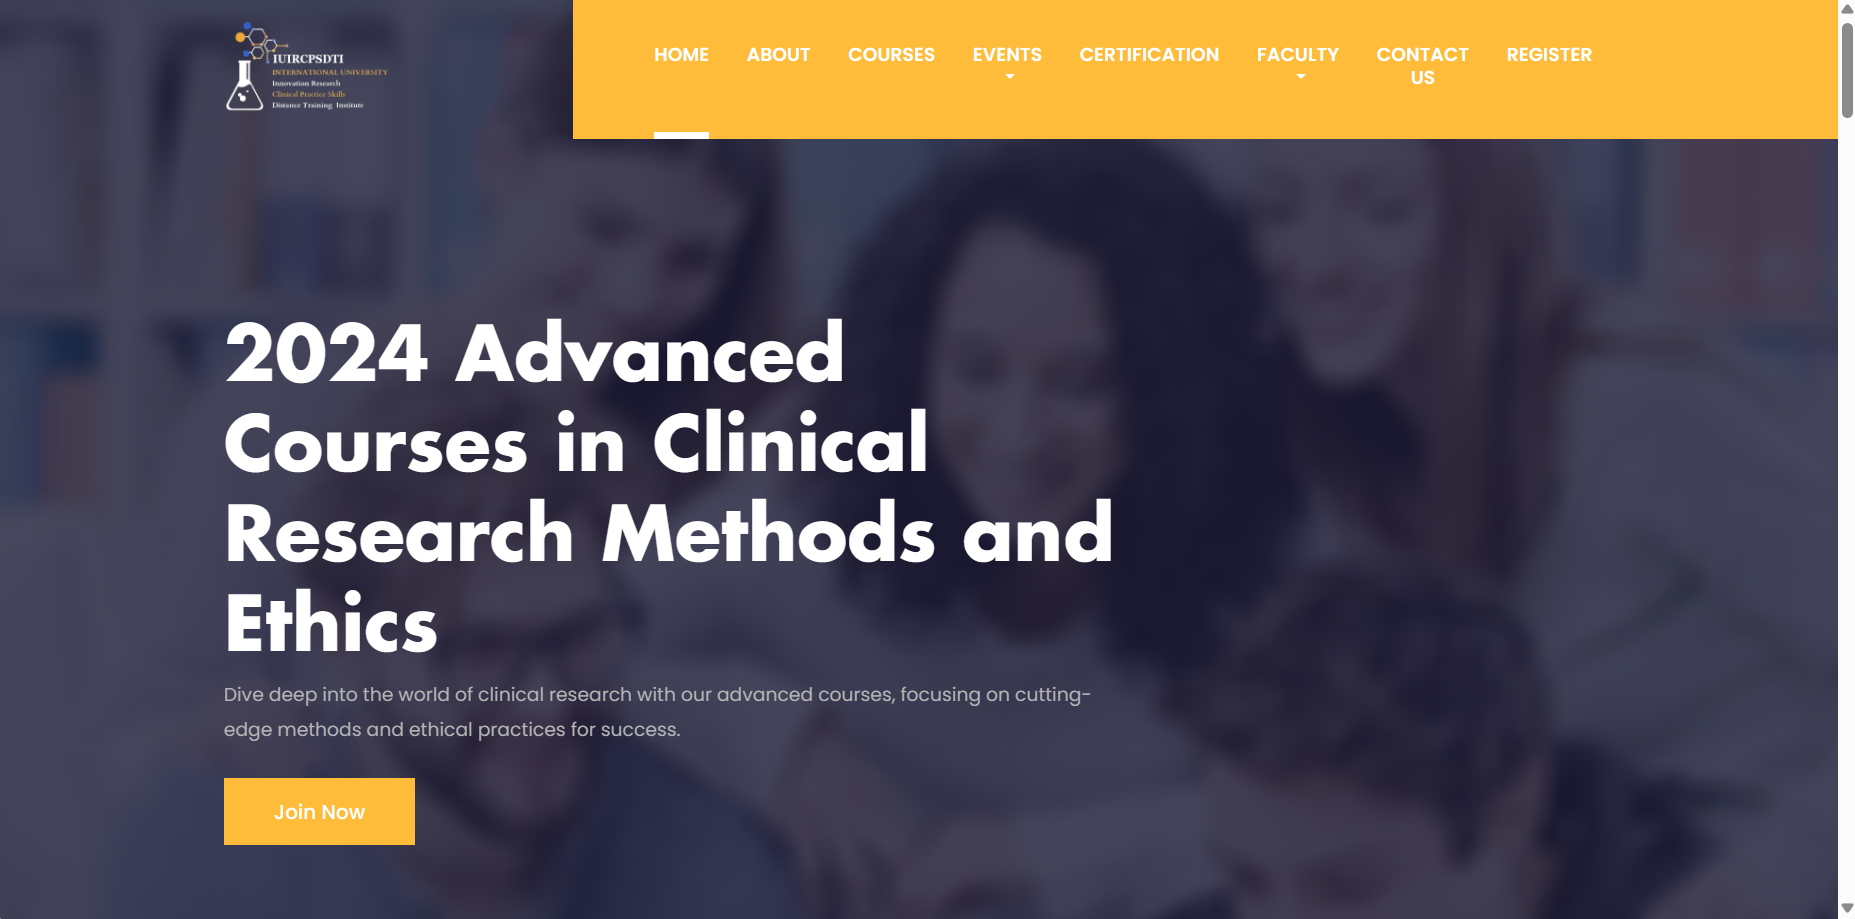 IUIRCPSDTI
INTERNATIONAL UNIVERSITY
Innovation Research
Clinical Practice Skills
Distance Training Institute
HOME
ABOUT
COURSES
EVENTS
CERTIFICATION
FACULTY
CONTACT
US
REGISTER
2024 Advanced
Courses in Clinical
Research Methods and
Ethics
Dive deep into the world of clinical research with our advanced courses, focusing on cutting-
edge methods and ethical practices for success.
Join Now